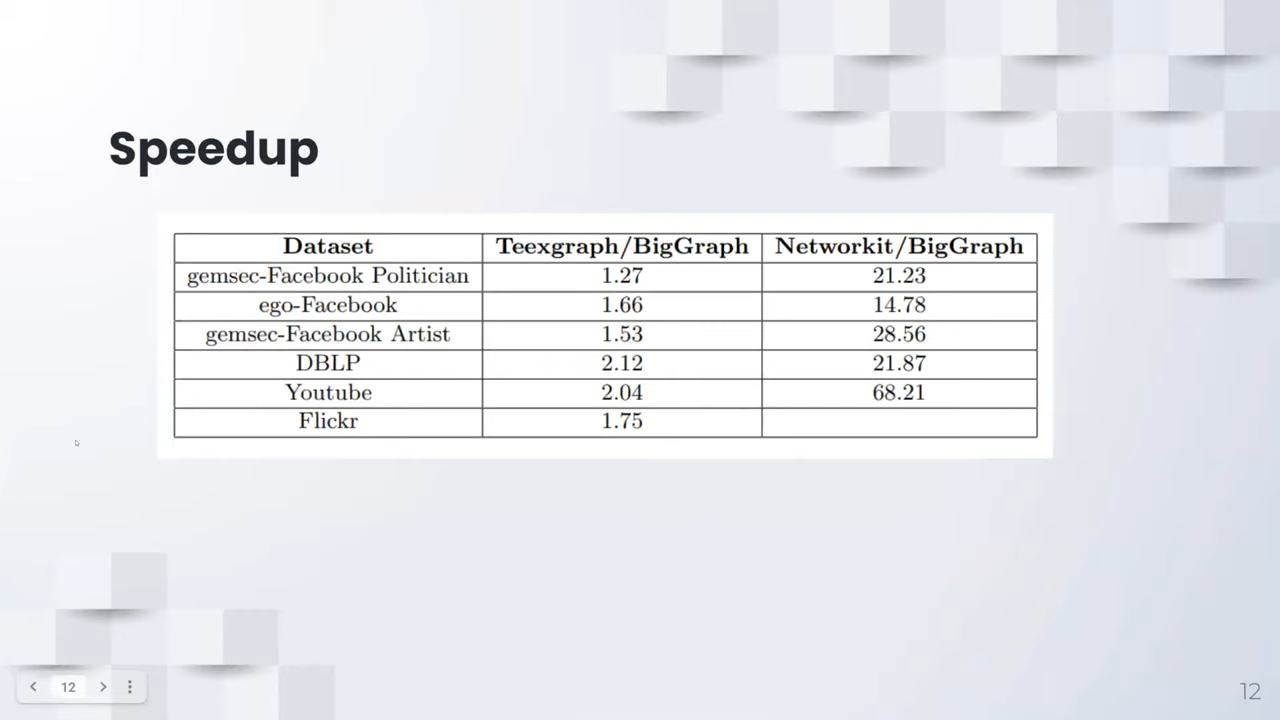 Speedup
Dataset Teexgraph/BigGraph Networkit/BigGraph
gemsec-Facebook Politician 1.27 21.23
ego-Facebook 1.66 14.78
gemsec-Facebook Artist 1.53 28.56
DBLP 2.12 21.87
Youtube 2.04 68.21
Flickr 1.75
12
12